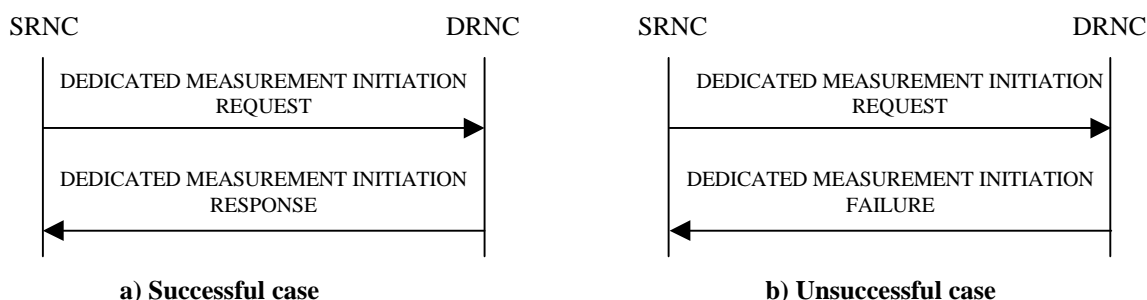 SRNC
DRNC
DEDICATED MEASUREMENT INITIATION
REQUEST
DEDICATED MEASUREMENT INITIATION
RESPONSE
a) Successful case
SRNC
DRNC
DEDICATED MEASUREMENT INITIATION
REQUEST
DEDICATED MEASUREMENT INITIATION
FAILURE
b) Unsuccessful case